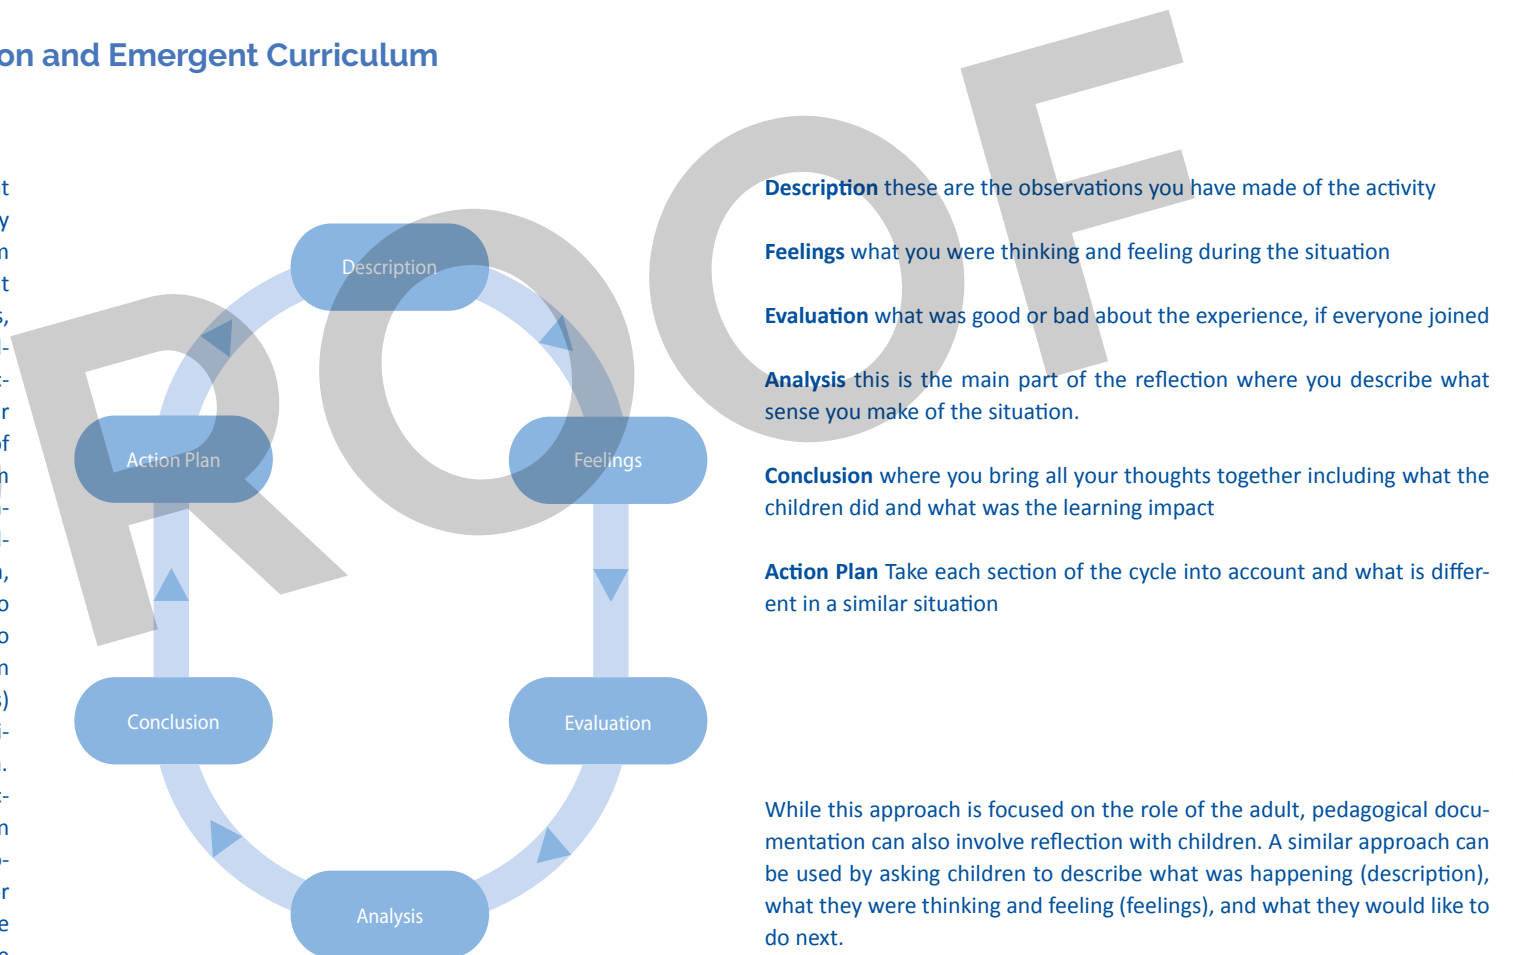 on and Emergent Curriculum
Description
Feelings
Evaluation
Analysis
Conclusion
Action Plan
Description these are the observations you have made of the activity
Feelings what you were thinking and feeling during the situation
Evaluation what was good or bad about the experience, if everyone joined
Analysis this is the main part of the reflection where you describe what
sense you make of the situation.
Conclusion where you bring all your thoughts together including what the
children did and what was the learning impact
Action Plan Take each section of the cycle into account and what is differ-
ent in a similar situation
While this approach is focused on the role of the adult, pedagogical docu-
mentation can also involve reflection with children. A similar approach can
be used by asking children to describe what was happening (description),
what they were thinking and feeling (feelings), and what they would like to
do next.
ROOF